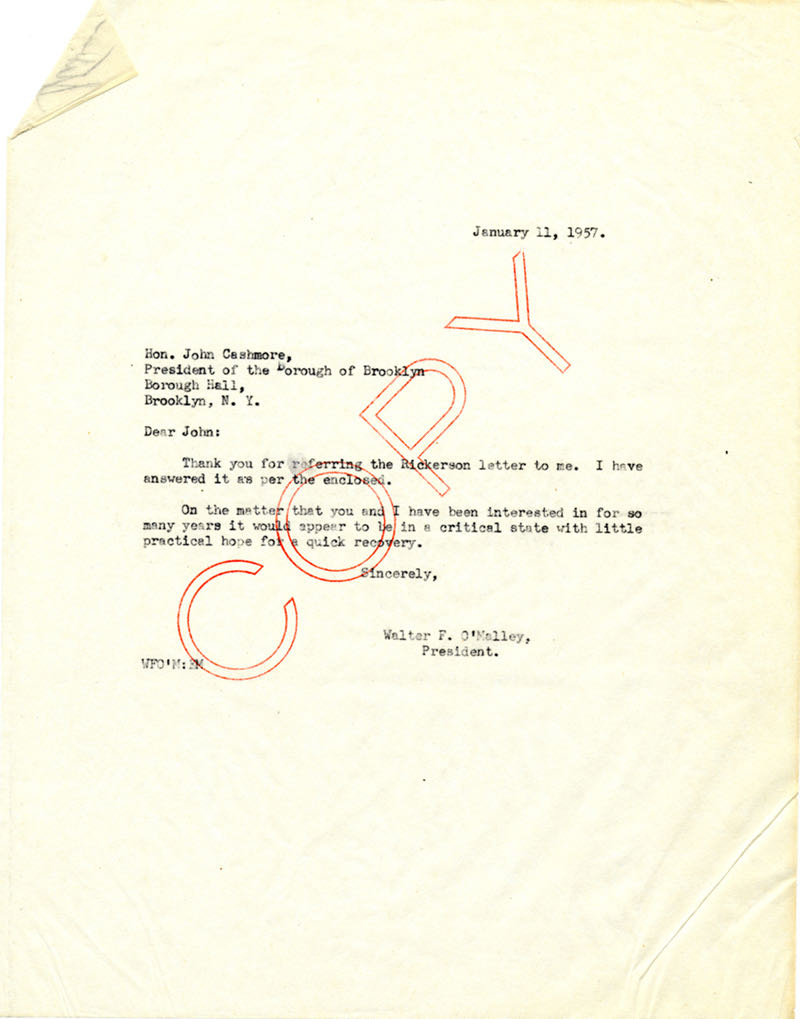 January 11, 1957.
Hon. John Cashmore,
President of the Borough of Brooklyn
Borough Hall,
Brooklyn, N. Y.
Dear John:
Thank you for referring the Rickerson letter to me. I have
answered it as per the enclosed.
On the matter that you and I have been interested in for so
many years it would appear to be in a critical state with little
practical hope for a quick recovery.
Sincerely,
Walter F. O'Malley,
President.
WFO'M:EM
COPY